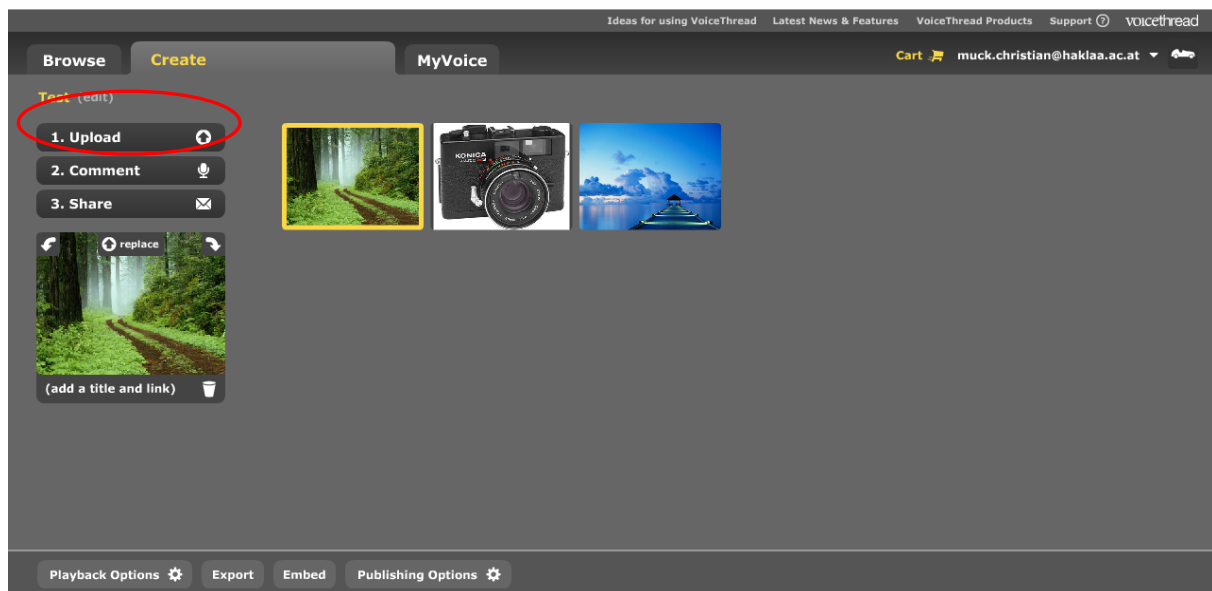 Ideas for using VoiceThread Latest News & Features VoiceThread Products Support ? voicethread
Browse Create MyVoice Cart muck.christian@haklaa.ac.at
Test (edit)
1. Upload
2. Comment
3. Share
KONICA
replace
(add a title and link)
Playback Options Export Embed Publishing Options